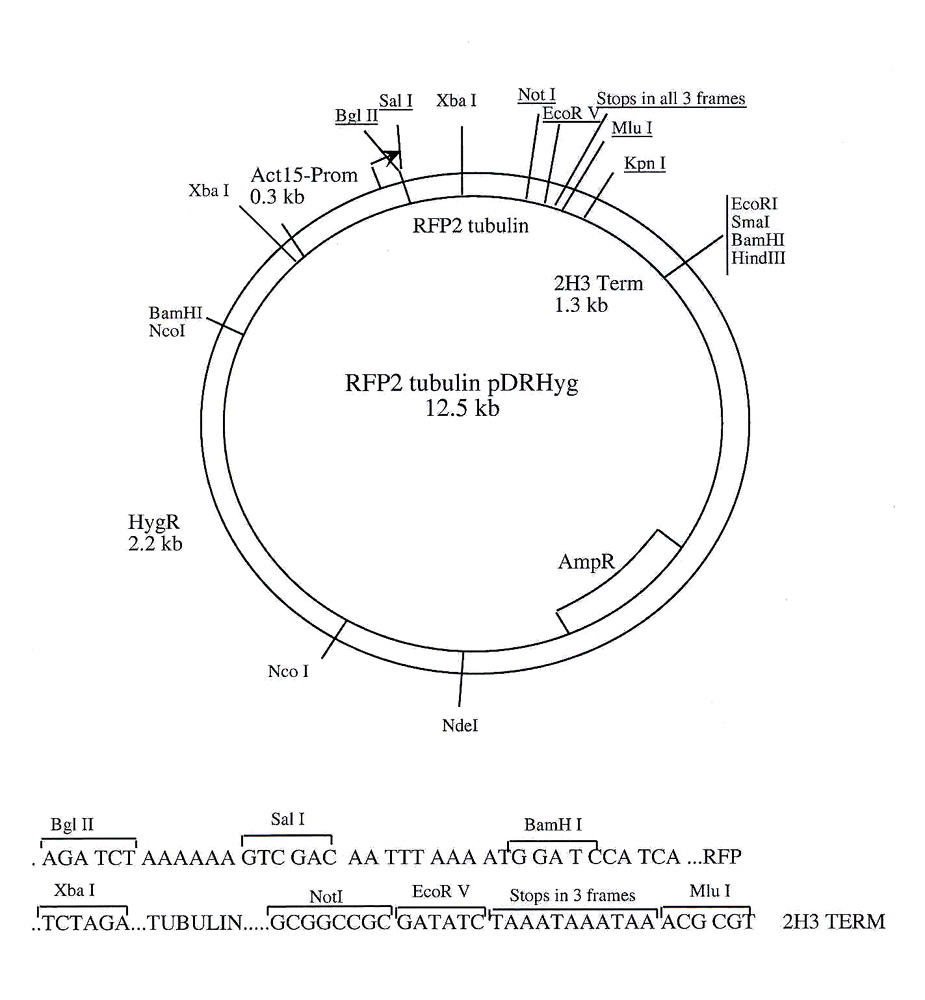 Sal I
Xba I
Not I
Stops in all 3 frames
Bgl II
EcoR V
Mlu I
Kpn I
Act15-Prom
0.3 kb
Xba I
RFP2 tubulin
EcoRI
SmaI
BamHI
HindIII
2H3 Term
1.3 kb
BamHI
NcoI
RFP2 tubulin pDRHyg
12.5 kb
HygR
2.2 kb
AmpR
Nco I
NdeI
Bgl II Sal I BamH I
. AGA TCT AAAAAA GTC GAC AA TTT AAA ATG GA T CCA TCA ...RFP
Xba I NotI EcoR V Stops in 3 frames Mlu I
..TCTAGA...TUBULIN.....GCGGCCGC GATATC TAAATAAATAA ACG CGT 2H3 TERM